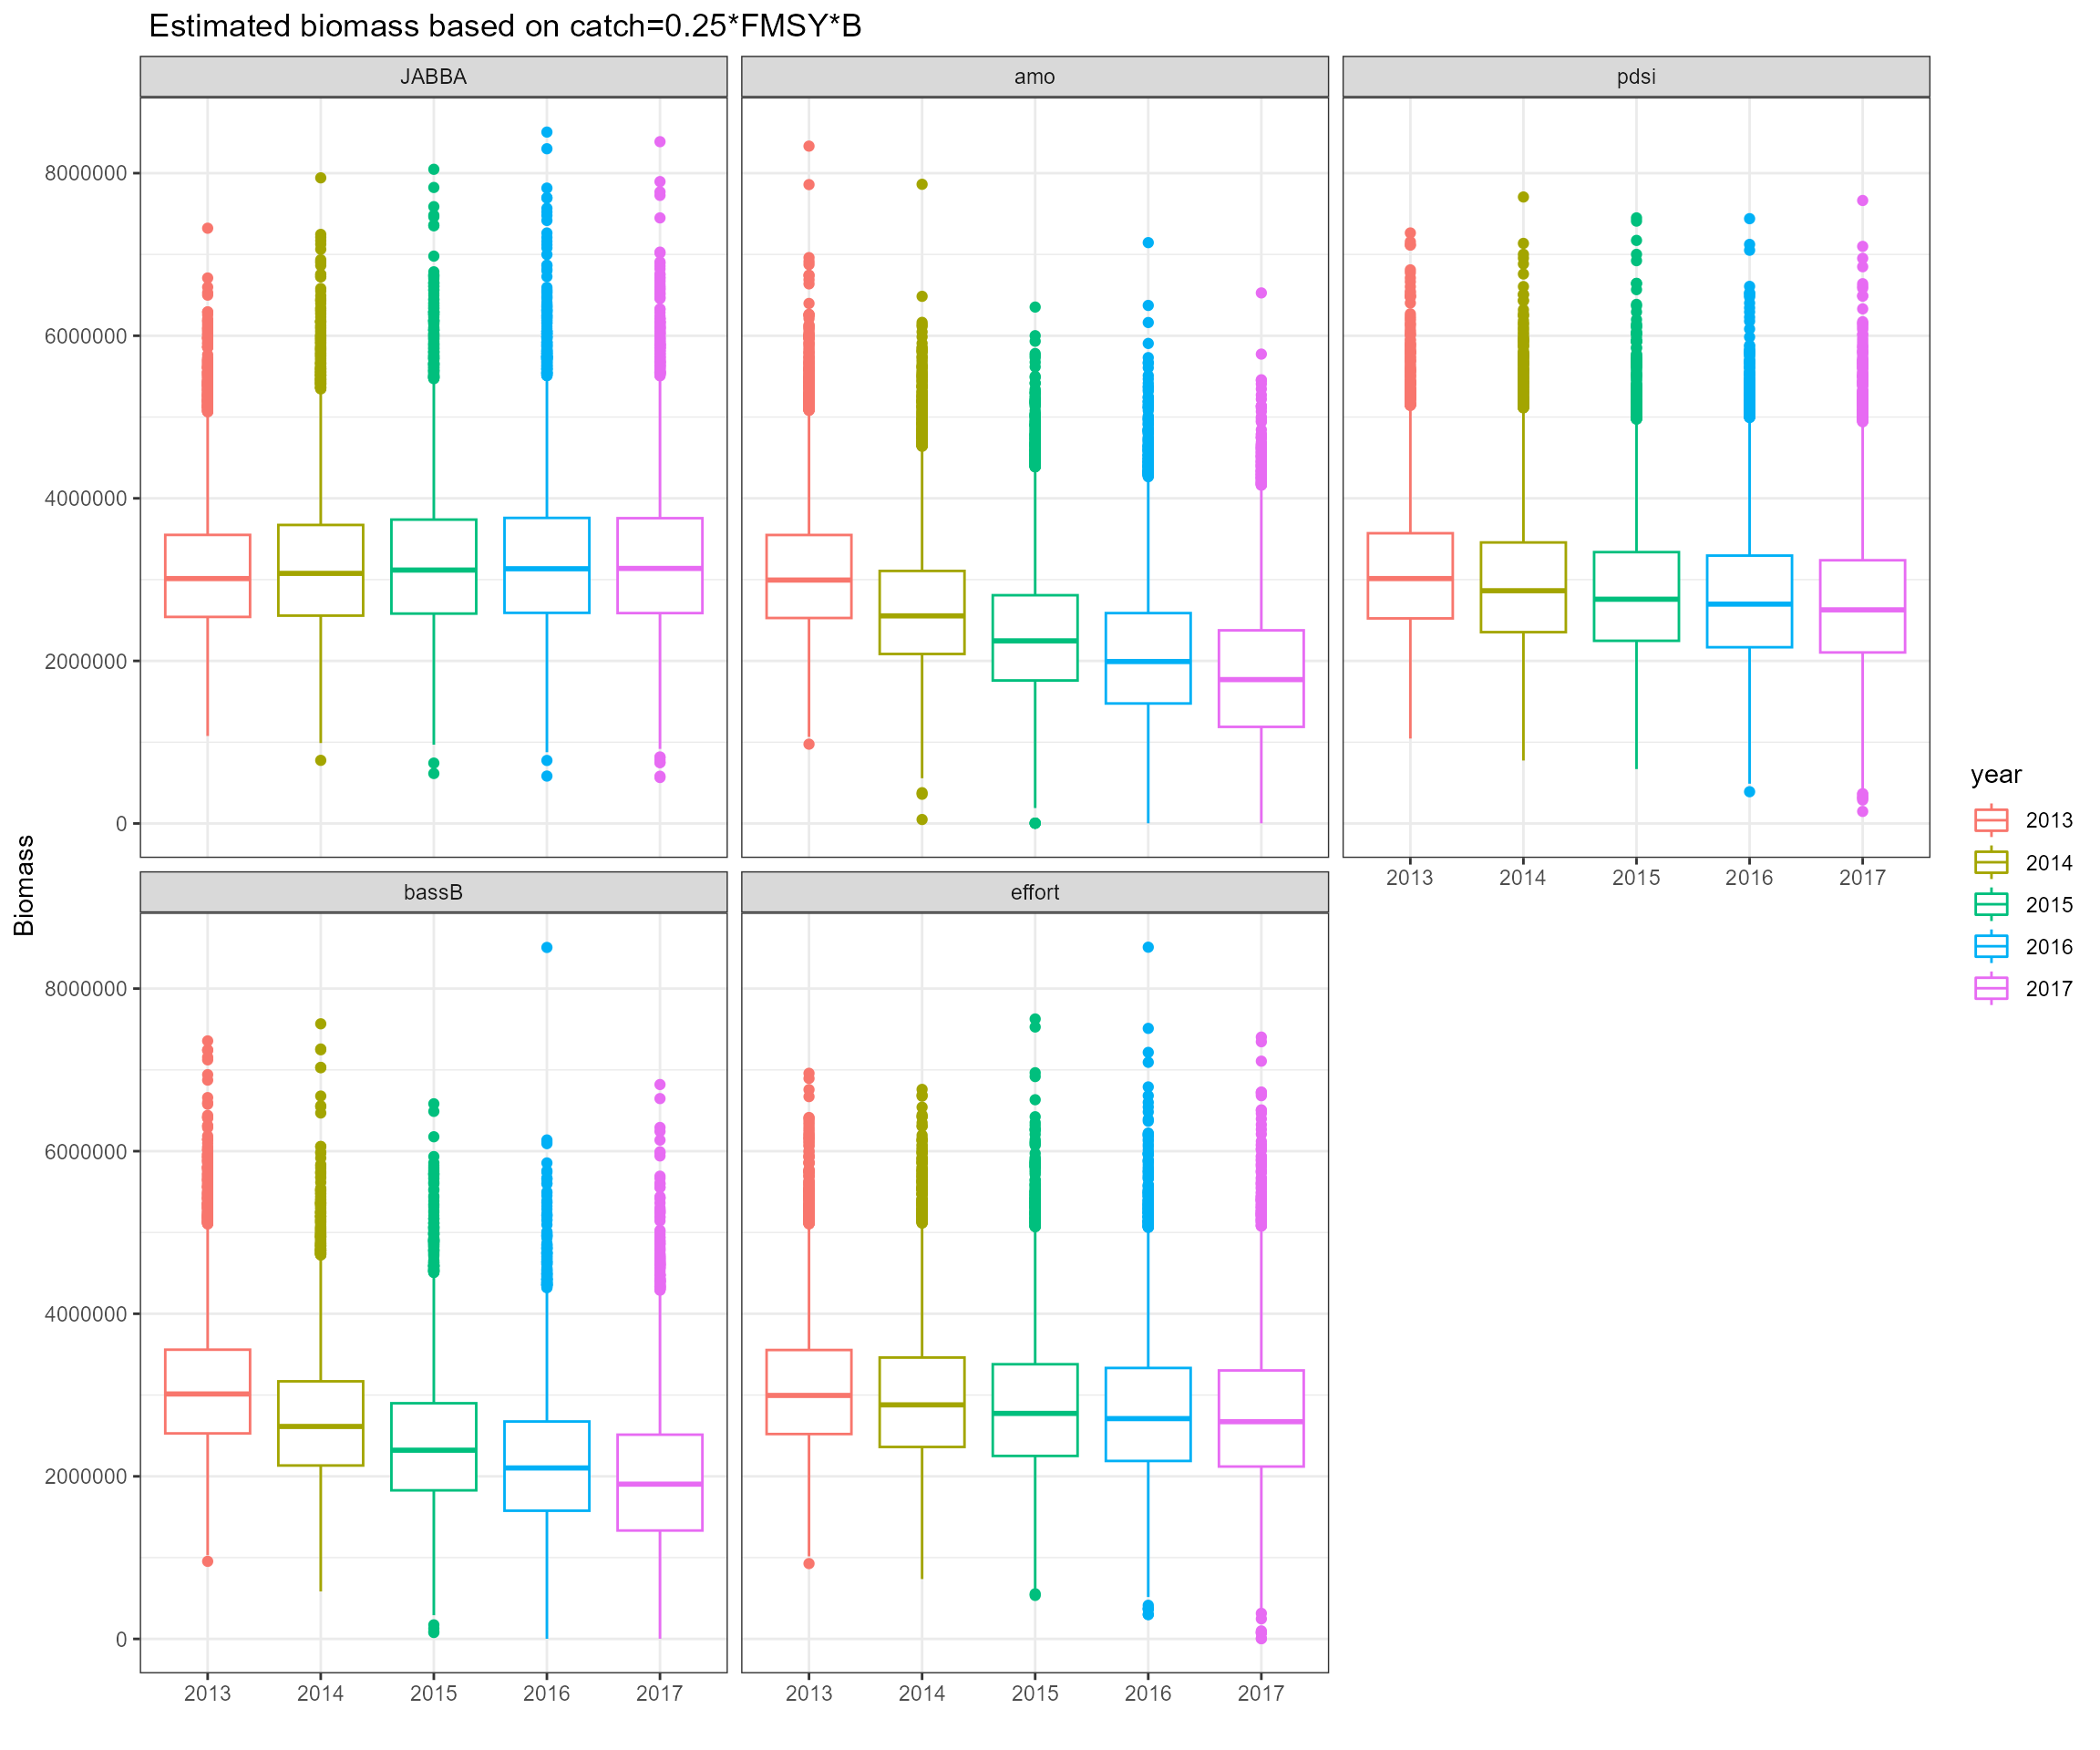 Estimated biomass based on catch=0.25*FMSY*B
JABBA
amo
pdsi
8000000
6000000
4000000
2000000
0
2013 2014 2015 2016 2017
Biomass
bassB
effort
8000000
6000000
4000000
2000000
0
2013 2014 2015 2016 2017
2013 2014 2015 2016 2017
year
2013
2014
2015
2016
2017